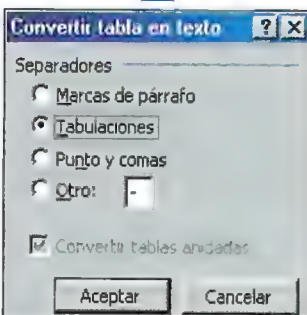 Convertir tabla en texto ? X
Separadores
Marcas de párrafo
Tabulaciones
Punto y comas
Otro: -
Convertir tablas anidadas
Aceptar Cancelar